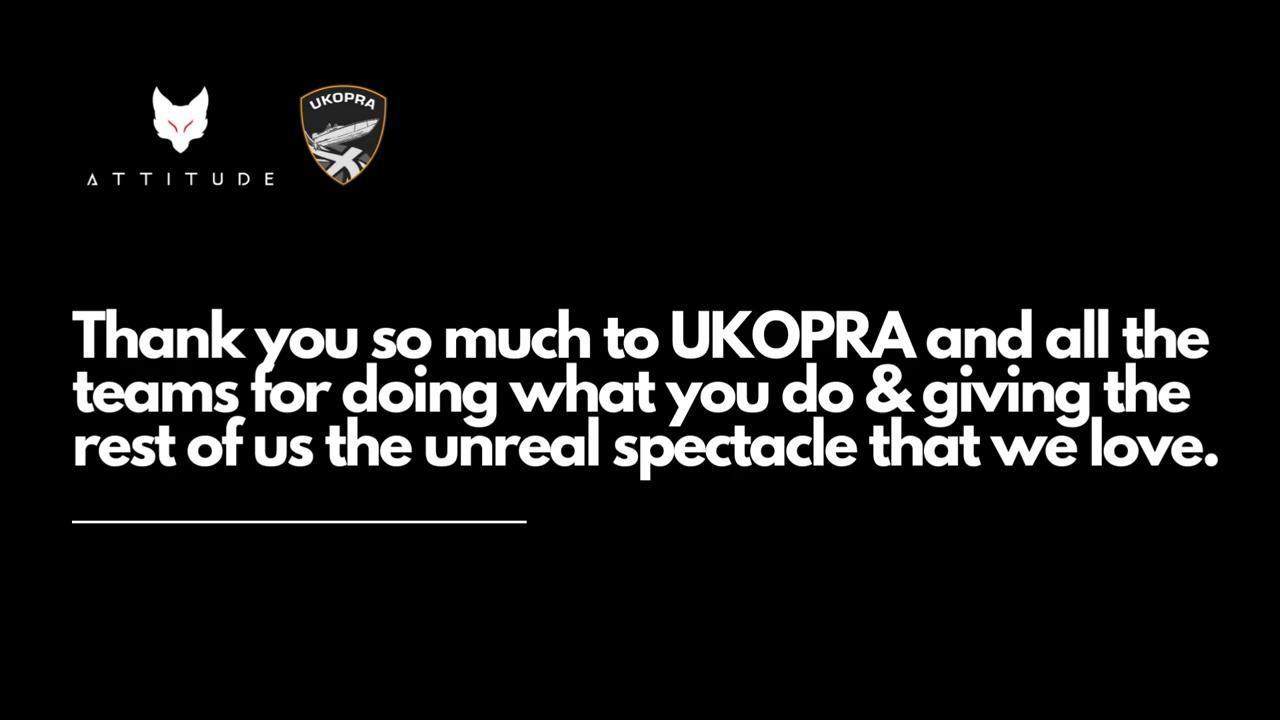 ATTITUDE
UKOPRA
Thank you so much to UKOPRA and all the
teams for doing what you do & giving the
rest of us the unreal spectacle that we love.